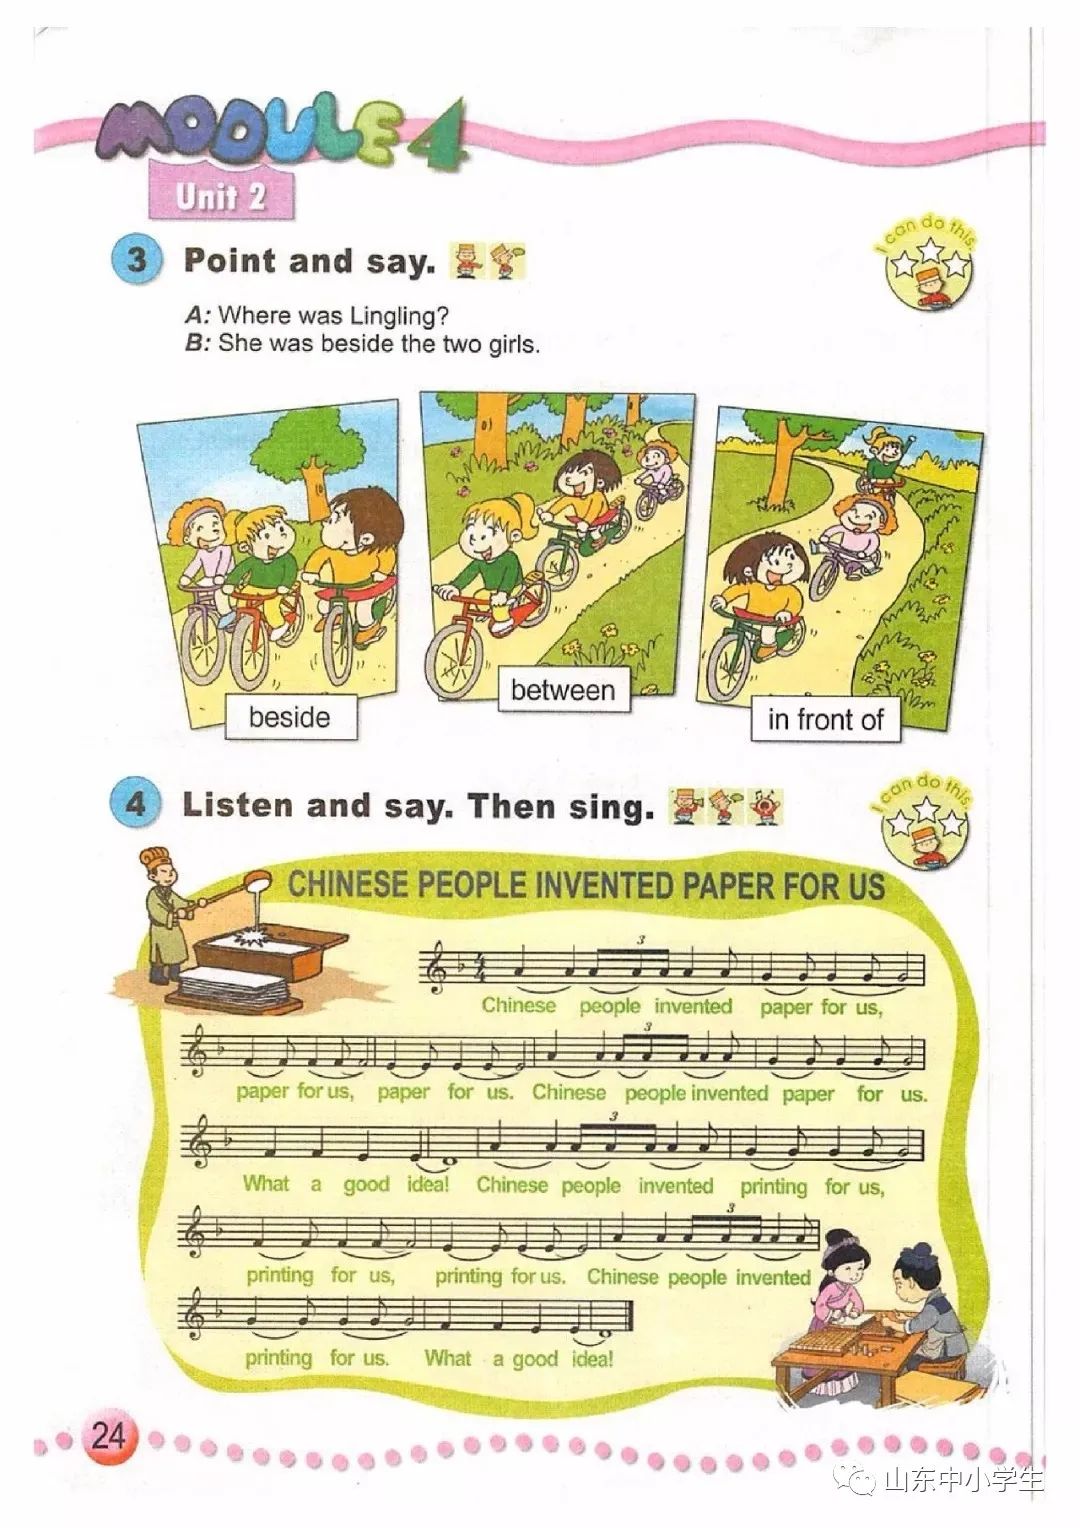 MODULE 4
Unit 2
3 Point and say.
I can do this.
A: Where was Lingling?
B: She was beside the two girls.
beside
between
in front of
4 Listen and say. Then sing.
I can do this.
CHINESE PEOPLE INVENTED PAPER FOR US
3
4
4
Chinese people invented paper for us,
3
paper for us, paper for us. Chinese people invented paper for us.
3
What a good idea! Chinese people invented printing for us,
3
printing for us, printing for us. Chinese people invented
printing for us. What a good idea!
24
山东中小学生